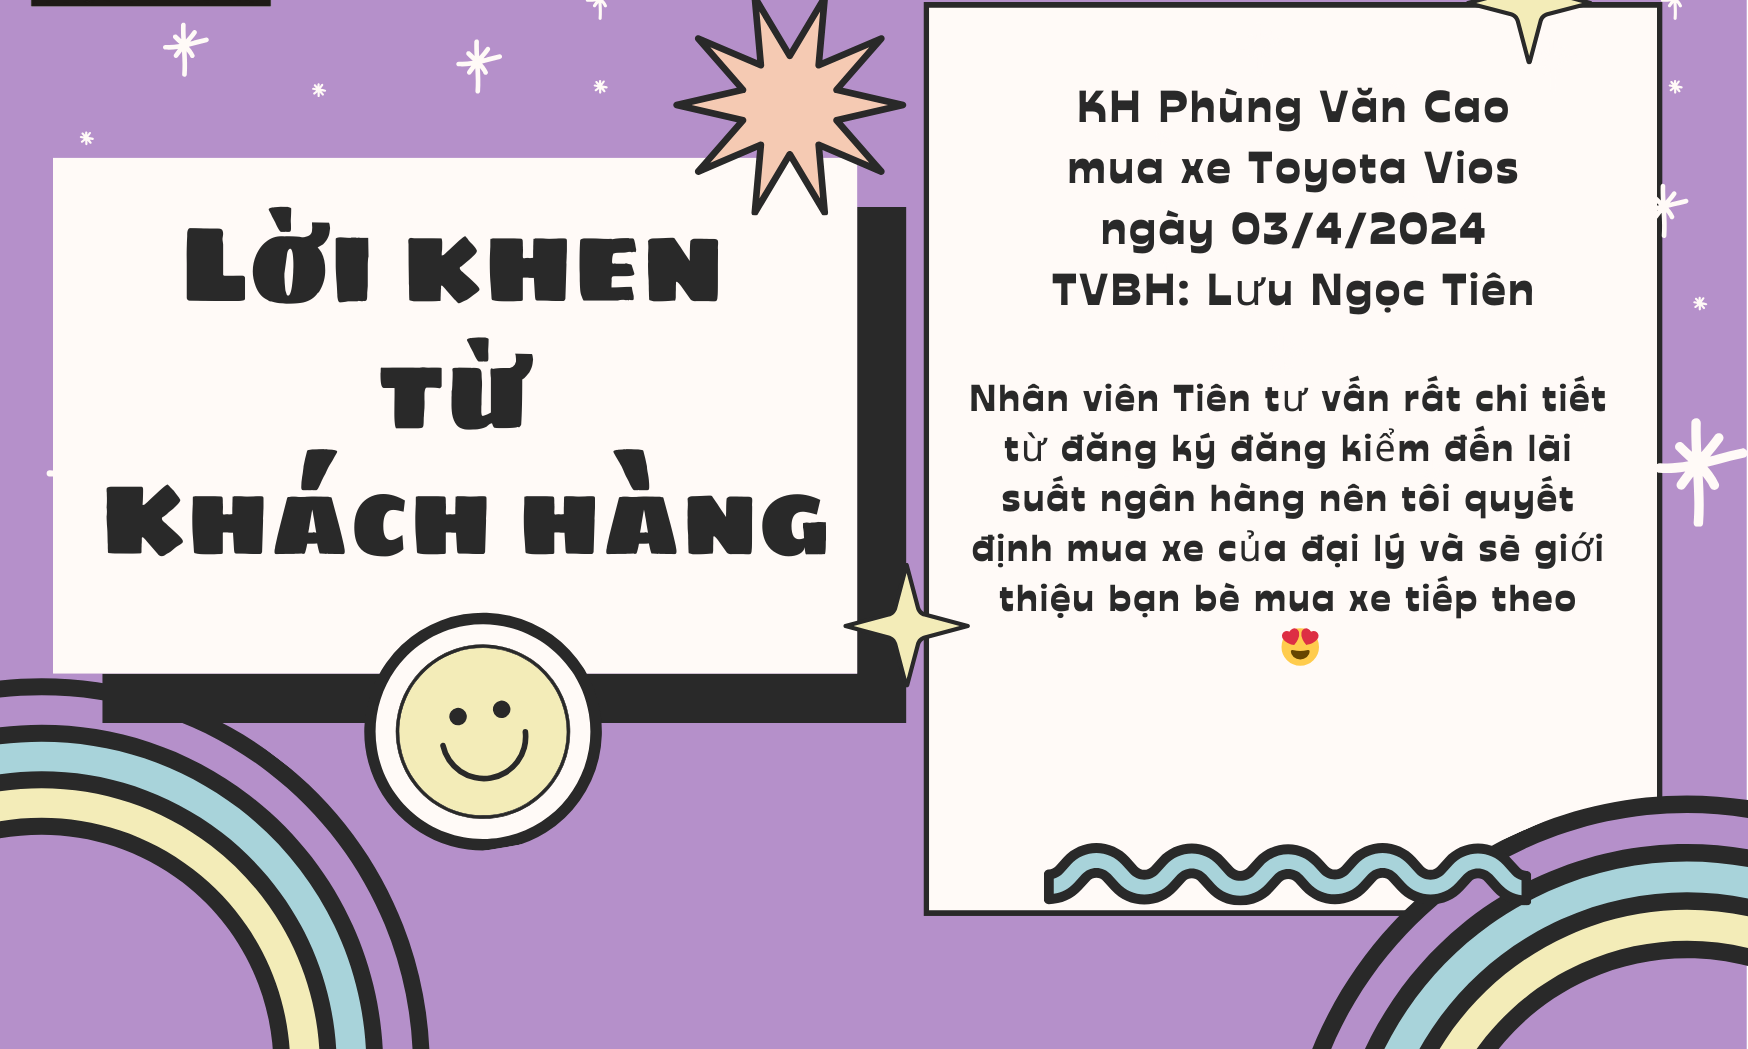 LỜI KHEN
TỪ
KHÁCH HÀNG
KH Phùng Văn Cao
mua xe Toyota Vios
ngày 03/4/2024
TVBH: Lưu Ngọc Tiên
Nhân viên Tiên tư vấn rất chi tiết
từ đăng ký đăng kiểm đến lãi
suất ngân hàng nên tôi quyết
định mua xe của đại lý và sẽ giới
thiệu bạn bè mua xe tiếp theo
😍